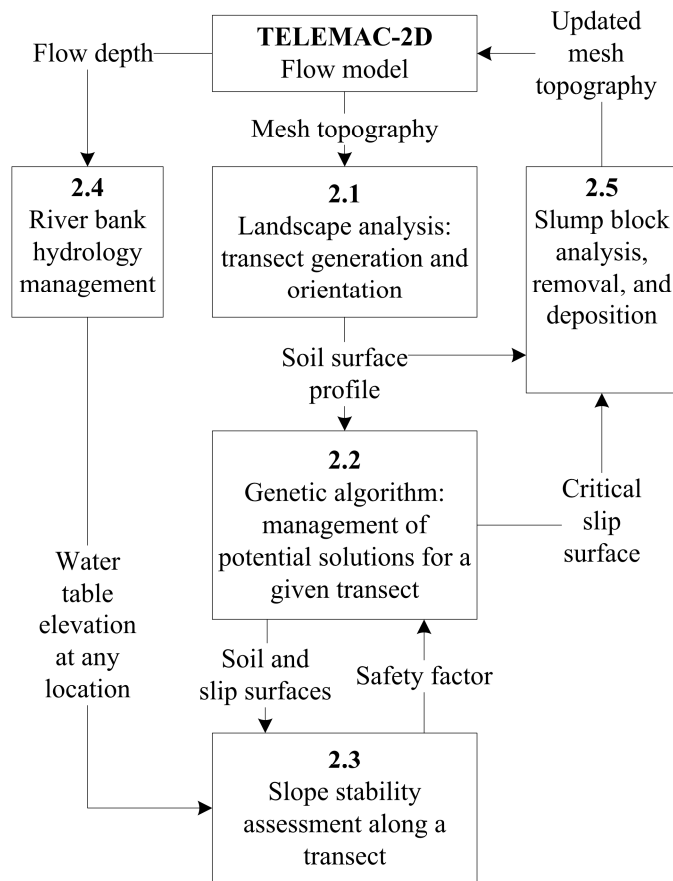 TELEMAC-2D
Flow model
Flow depth
Updated
mesh
topography
Mesh topography
2.4
River bank
hydrology
management
2.1
Landscape analysis:
transect generation and
orientation
2.5
Slump block
analysis,
removal, and
deposition
Soil surface
profile
2.2
Genetic algorithm:
management of
potential solutions for a
given transect
Critical
slip
surface
Water
table
elevation
at any
location
Soil and
slip surfaces
Safety factor
2.3
Slope stability
assessment along a
transect